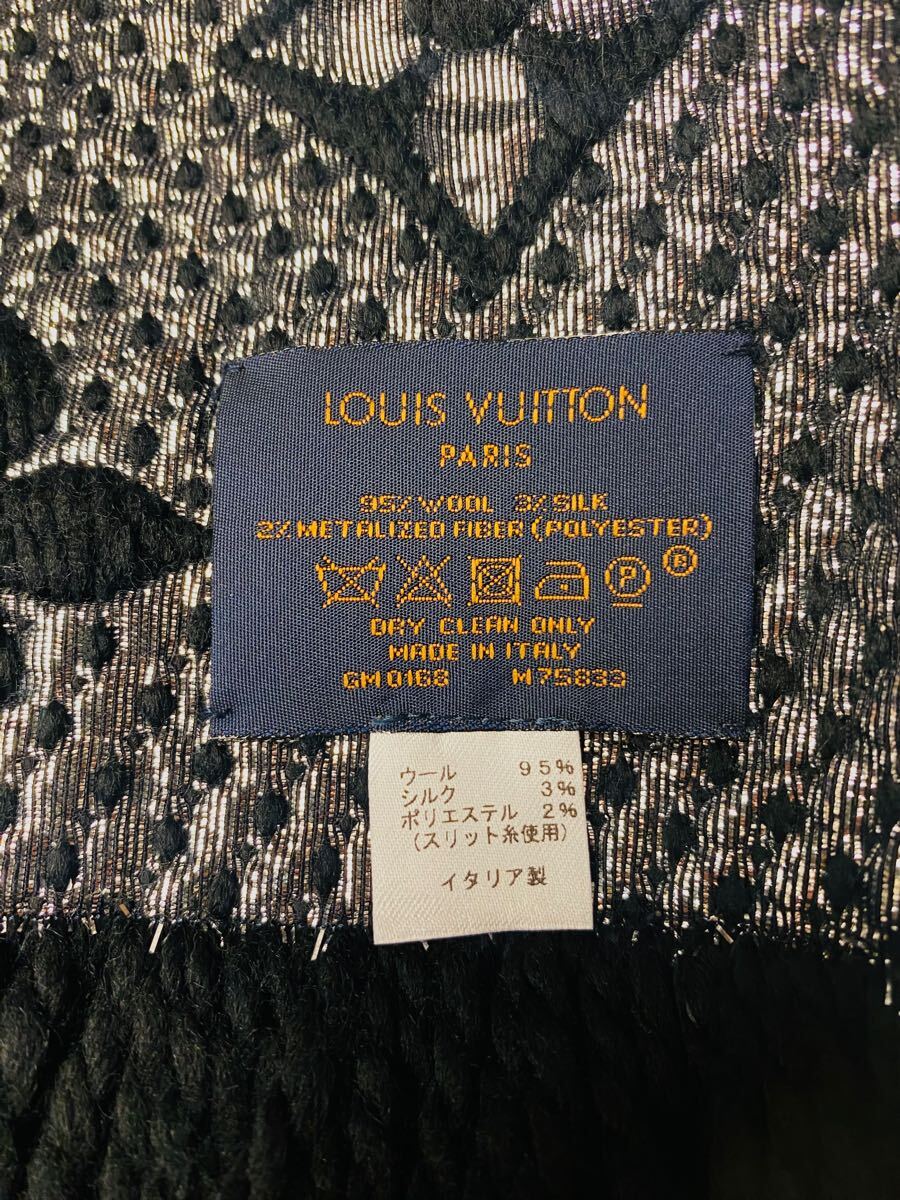 LOUIS VUITTON
PARIS
95% WOOL 3% SILK
2% METALIZED FIBER (POLYESTER)
P ®
DRY CLEAN ONLY
MADE IN ITALY
GM0168 M75833
ウール 95%
シルク 3%
ポリエステル 2%
(スリット糸使用)
イタリア製